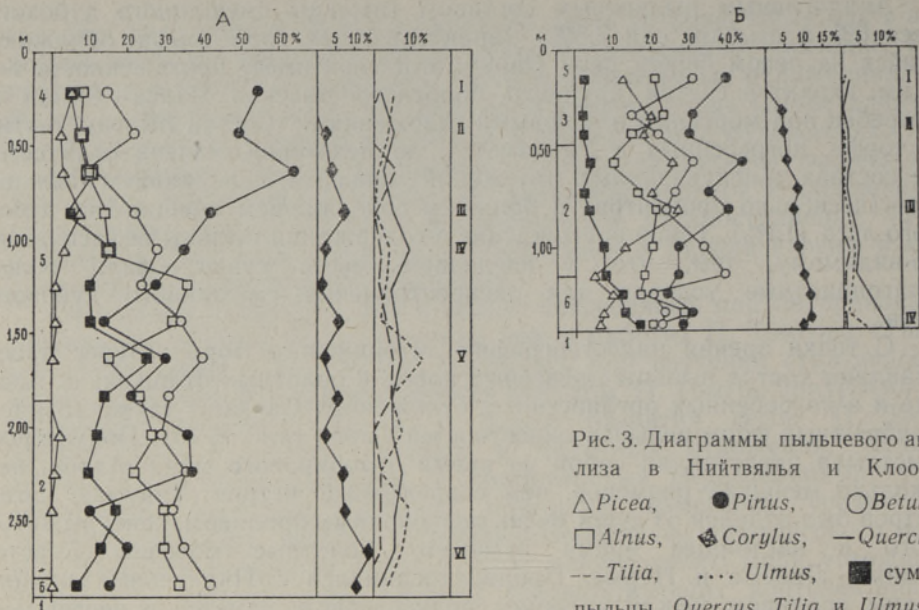 А
Б
м 10 20 30 40 50 60% 5 10% 10%
м 10 20 30 40% 5 10 15% 5 10%
0
0
4
I
5
I
II
3
II
0,50
0,50
III
2
III
1,00
IV
1,00
5
1,50
6
IV
V
1
2,00
2
2,50
VI
6
1
Рис. 3. Диаграммы пыльцевого ан
лиза в Нийтвялья и Клоо
Picea, Pinus, Betu
Alnus, Corylus, Querc
Tilia, Ulmus, сум
пыльцы Quercus, Tilia и Ulmus